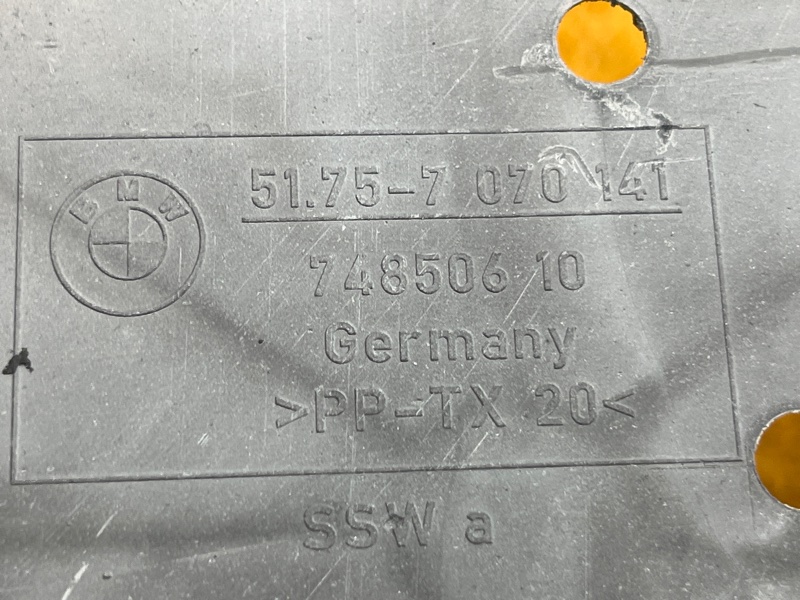 BMW
51.75-7 070 141
748506 10
Germany
>PP-TX 20<
SSW a